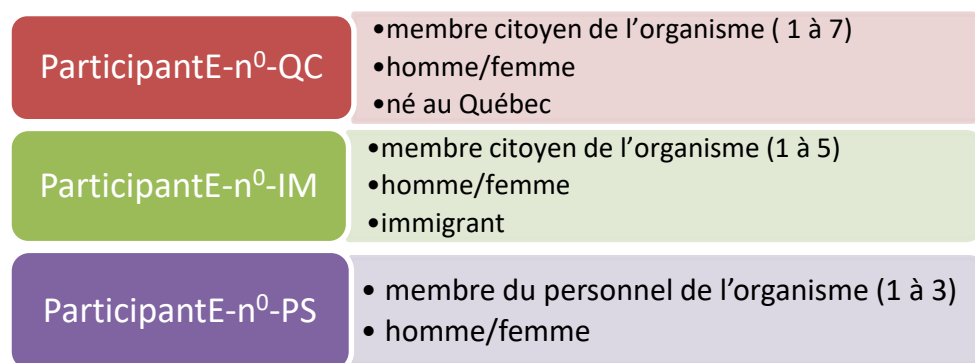 ParticipantE-n⁰-QC
•membre citoyen de l’organisme ( 1 à 7)
•homme/femme
•né au Québec
ParticipantE-n⁰-IM
•membre citoyen de l’organisme (1 à 5)
•homme/femme
•immigrant
ParticipantE-n⁰-PS
• membre du personnel de l’organisme (1 à 3)
• homme/femme